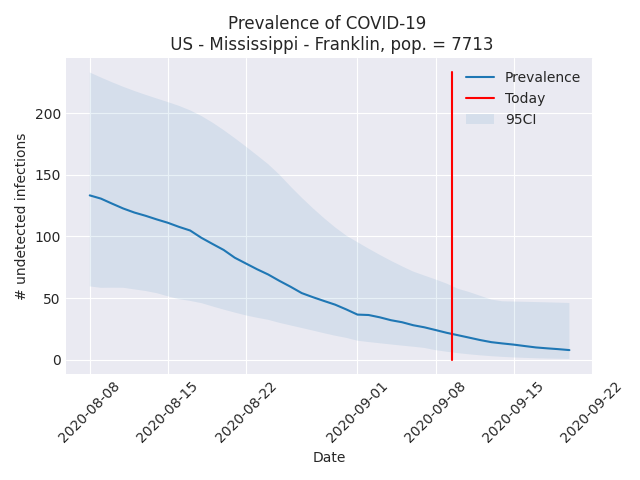 Prevalence of COVID-19
US - Mississippi - Franklin, pop. = 7713
Prevalence
Today
95CI
# undetected infections
200
150
100
50
0
2020-08-08
2020-08-15
2020-08-22
2020-09-01
2020-09-08
2020-09-15
2020-09-22
Date